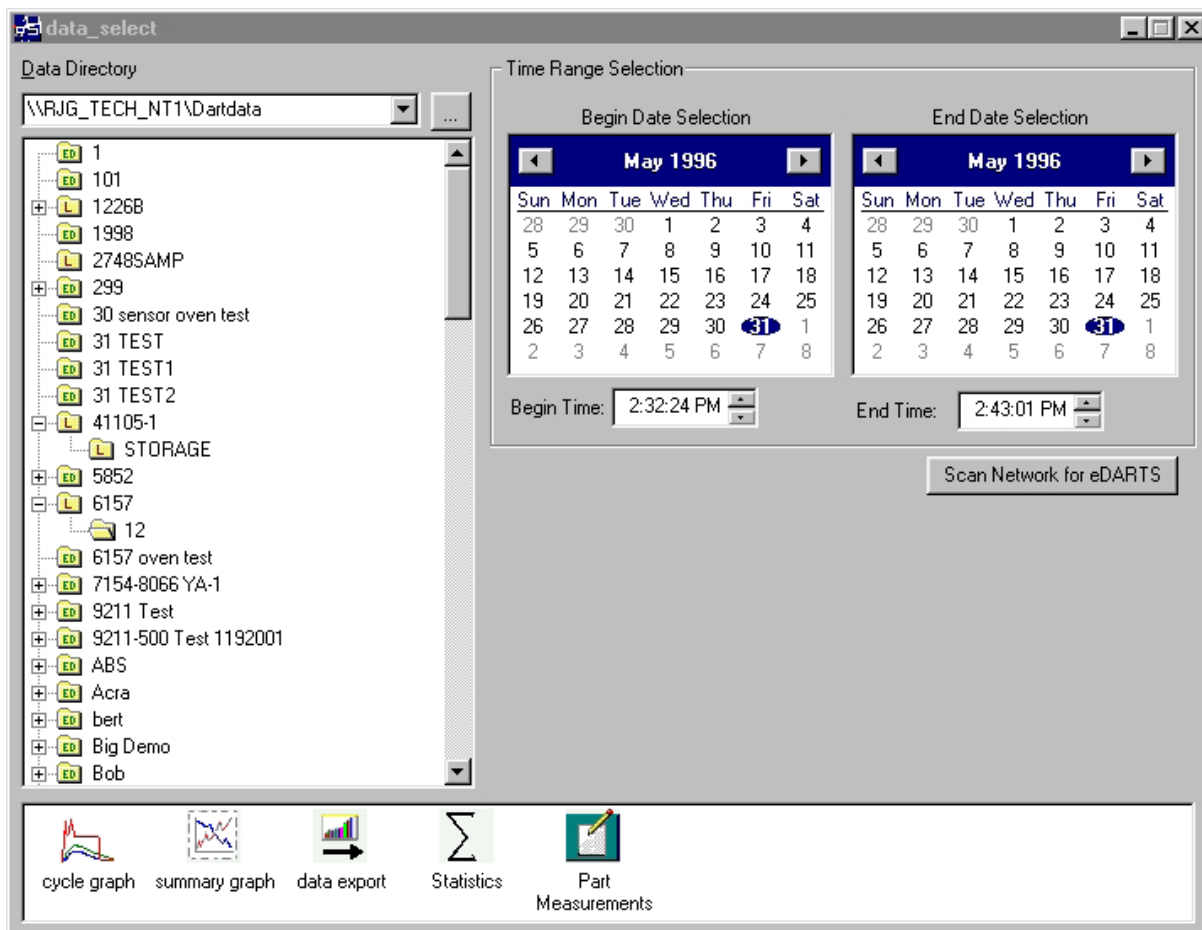 data_select
Data Directory
\\RJG_TECH_NT1\Dartdata
...
1
101
1226B
1998
2748SAMP
299
30 sensor oven test
31 TEST
31 TEST1
31 TEST2
41105-1
STORAGE
5852
6157
12
6157 oven test
7154-8066 YA-1
9211 Test
9211-500 Test 1192001
ABS
Acra
bert
Big Demo
Bob
Time Range Selection
Begin Date Selection
May 1996
Sun Mon Tue Wed Thu Fri Sat
28 29 30 1 2 3 4
5 6 7 8 9 10 11
12 13 14 15 16 17 18
19 20 21 22 23 24 25
26 27 28 29 30 31 1
2 3 4 5 6 7 8
Begin Time: 2:32:24 PM
End Date Selection
May 1996
Sun Mon Tue Wed Thu Fri Sat
28 29 30 1 2 3 4
5 6 7 8 9 10 11
12 13 14 15 16 17 18
19 20 21 22 23 24 25
26 27 28 29 30 31 1
2 3 4 5 6 7 8
End Time: 2:43:01 PM
Scan Network for eDARTS
cycle graph
summary graph
data export
Statistics
Part
Measurements